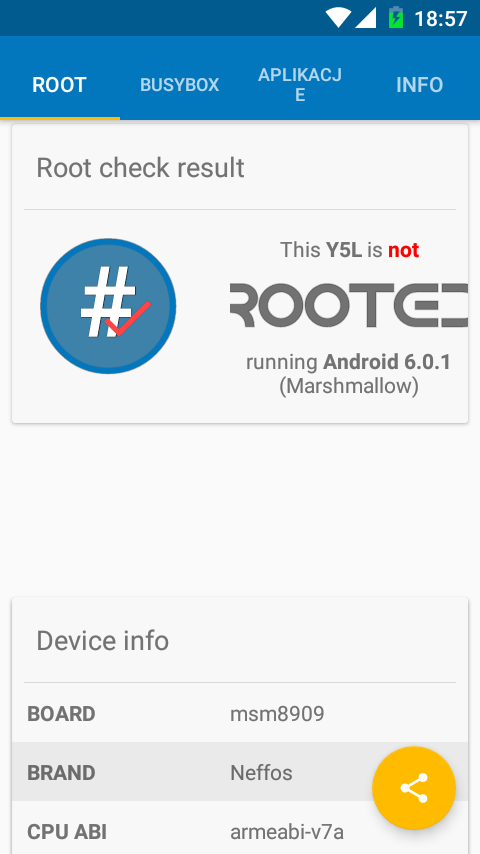 18:57
ROOT
BUSYBOX
APLIKACJ
E
INFO
Root check result
#
This Y5L is not
ROOTED
running Android 6.0.1
(Marshmallow)
Device info
BOARD msm8909
BRAND Neffos
CPU ABI armeabi-v7a